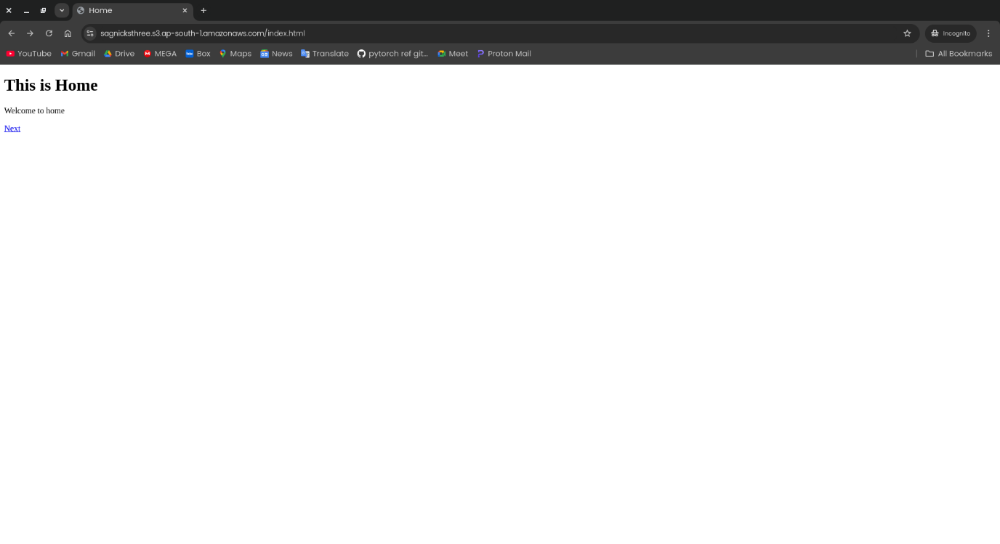 Home
sagnicksthree.s3.ap-south-1.amazonaws.com/index.html
Incognito
YouTube Gmail Drive MEGA box Box Maps News Translate pytorch ref git... Meet Proton Mail All Bookmarks
This is Home
Welcome to home
Next